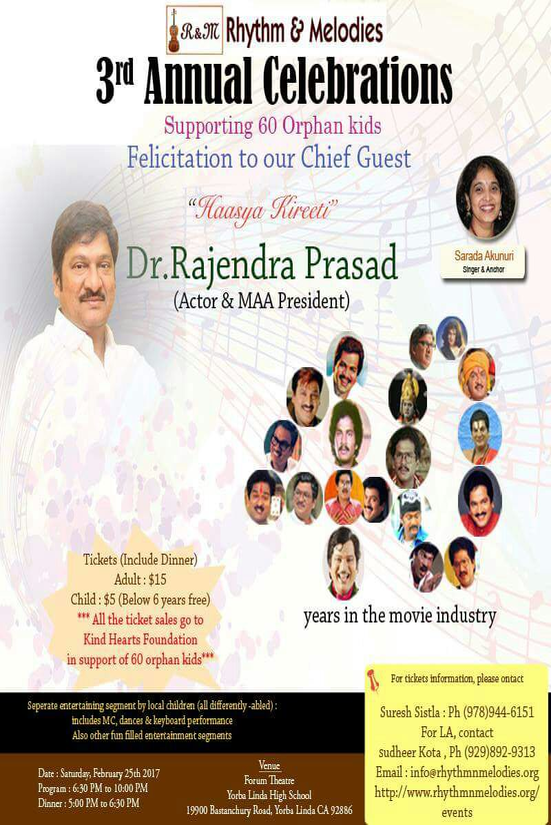 R&M Rhythm & Melodies
3rd Annual Celebrations
Supporting 60 Orphan kids
Felicitation to our Chief Guest
"Haasya Kireeti"
Dr.Rajendra Prasad
(Actor & MAA President)
Sarada Akunuri
Singer & Anchor
years in the movie industry
Tickets (Include Dinner)
Adult : $15
Child : $5 (Below 6 years free)
*** All the ticket sales go to
Kind Hearts Foundation
in support of 60 orphan kids***
Seperate entertaining segment by local children (all differently -abled) :
includes MC, dances & keyboard performance
Also other fun filled entertainment segments
Date : Saturday, February 25th 2017
Program : 6:30 PM to 10:00 PM
Dinner : 5:00 PM to 6:30 PM
Venue
Forum Theatre
Yorba Linda High School
19900 Bastanchury Road, Yorba Linda CA 92886
For tickets information, please ontact
Suresh Sistla : Ph (978)944-6151
For LA, contact
sudheer Kota , Ph (929)892-9313
Email : info@rhythmnmelodies.org
http://www.rhythmnmelodies.org/
events